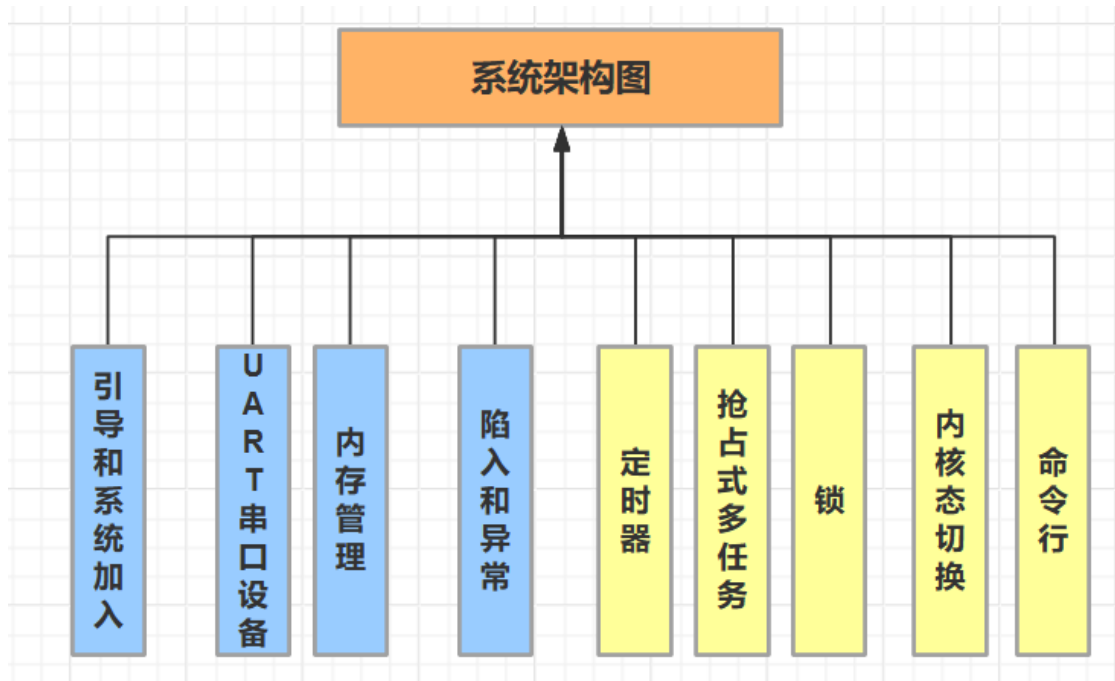 系统架构图
引导和系统加入
UART串口设备
内存管理
陷入和异常
定时器
抢占式多任务
锁
内核态切换
命令行